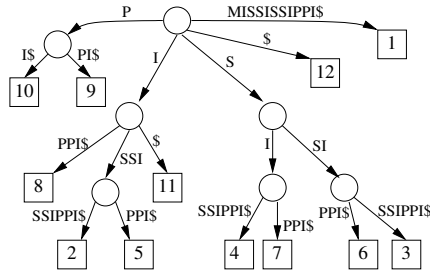 P
MISSISSIPPI$
I
$
S
1
I$
PI$
12
10
9
PPI$
SSI
$
I
SI
8
11
SSIPPI$
PPI$
SSIPPI$
PPI$
PPI$
SSIPPI$
2
5
4
7
6
3